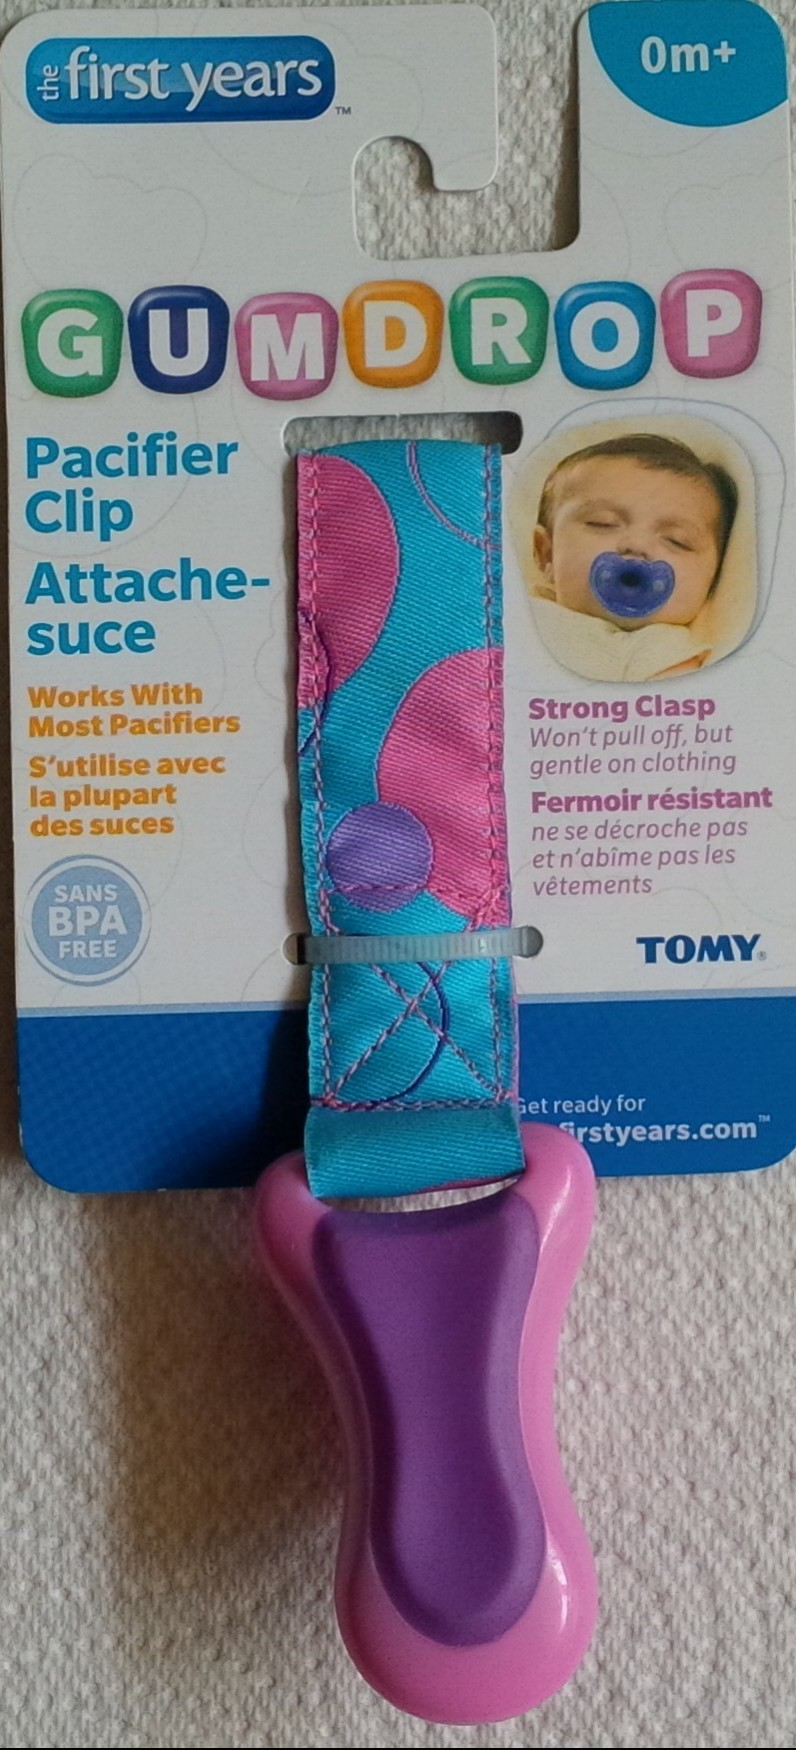 the first years™
0m+
GUMDROP
Pacifier
Clip
Attache-
suce
Works With
Most Pacifiers
S'utilise avec
la plupart
des suces
SANS
BPA
FREE
Strong Clasp
Won't pull off, but
gentle on clothing
Fermoir résistant
ne se décroche pas
et n'abîme pas les
vêtements
TOMY®
Get ready for
firstyears.com™